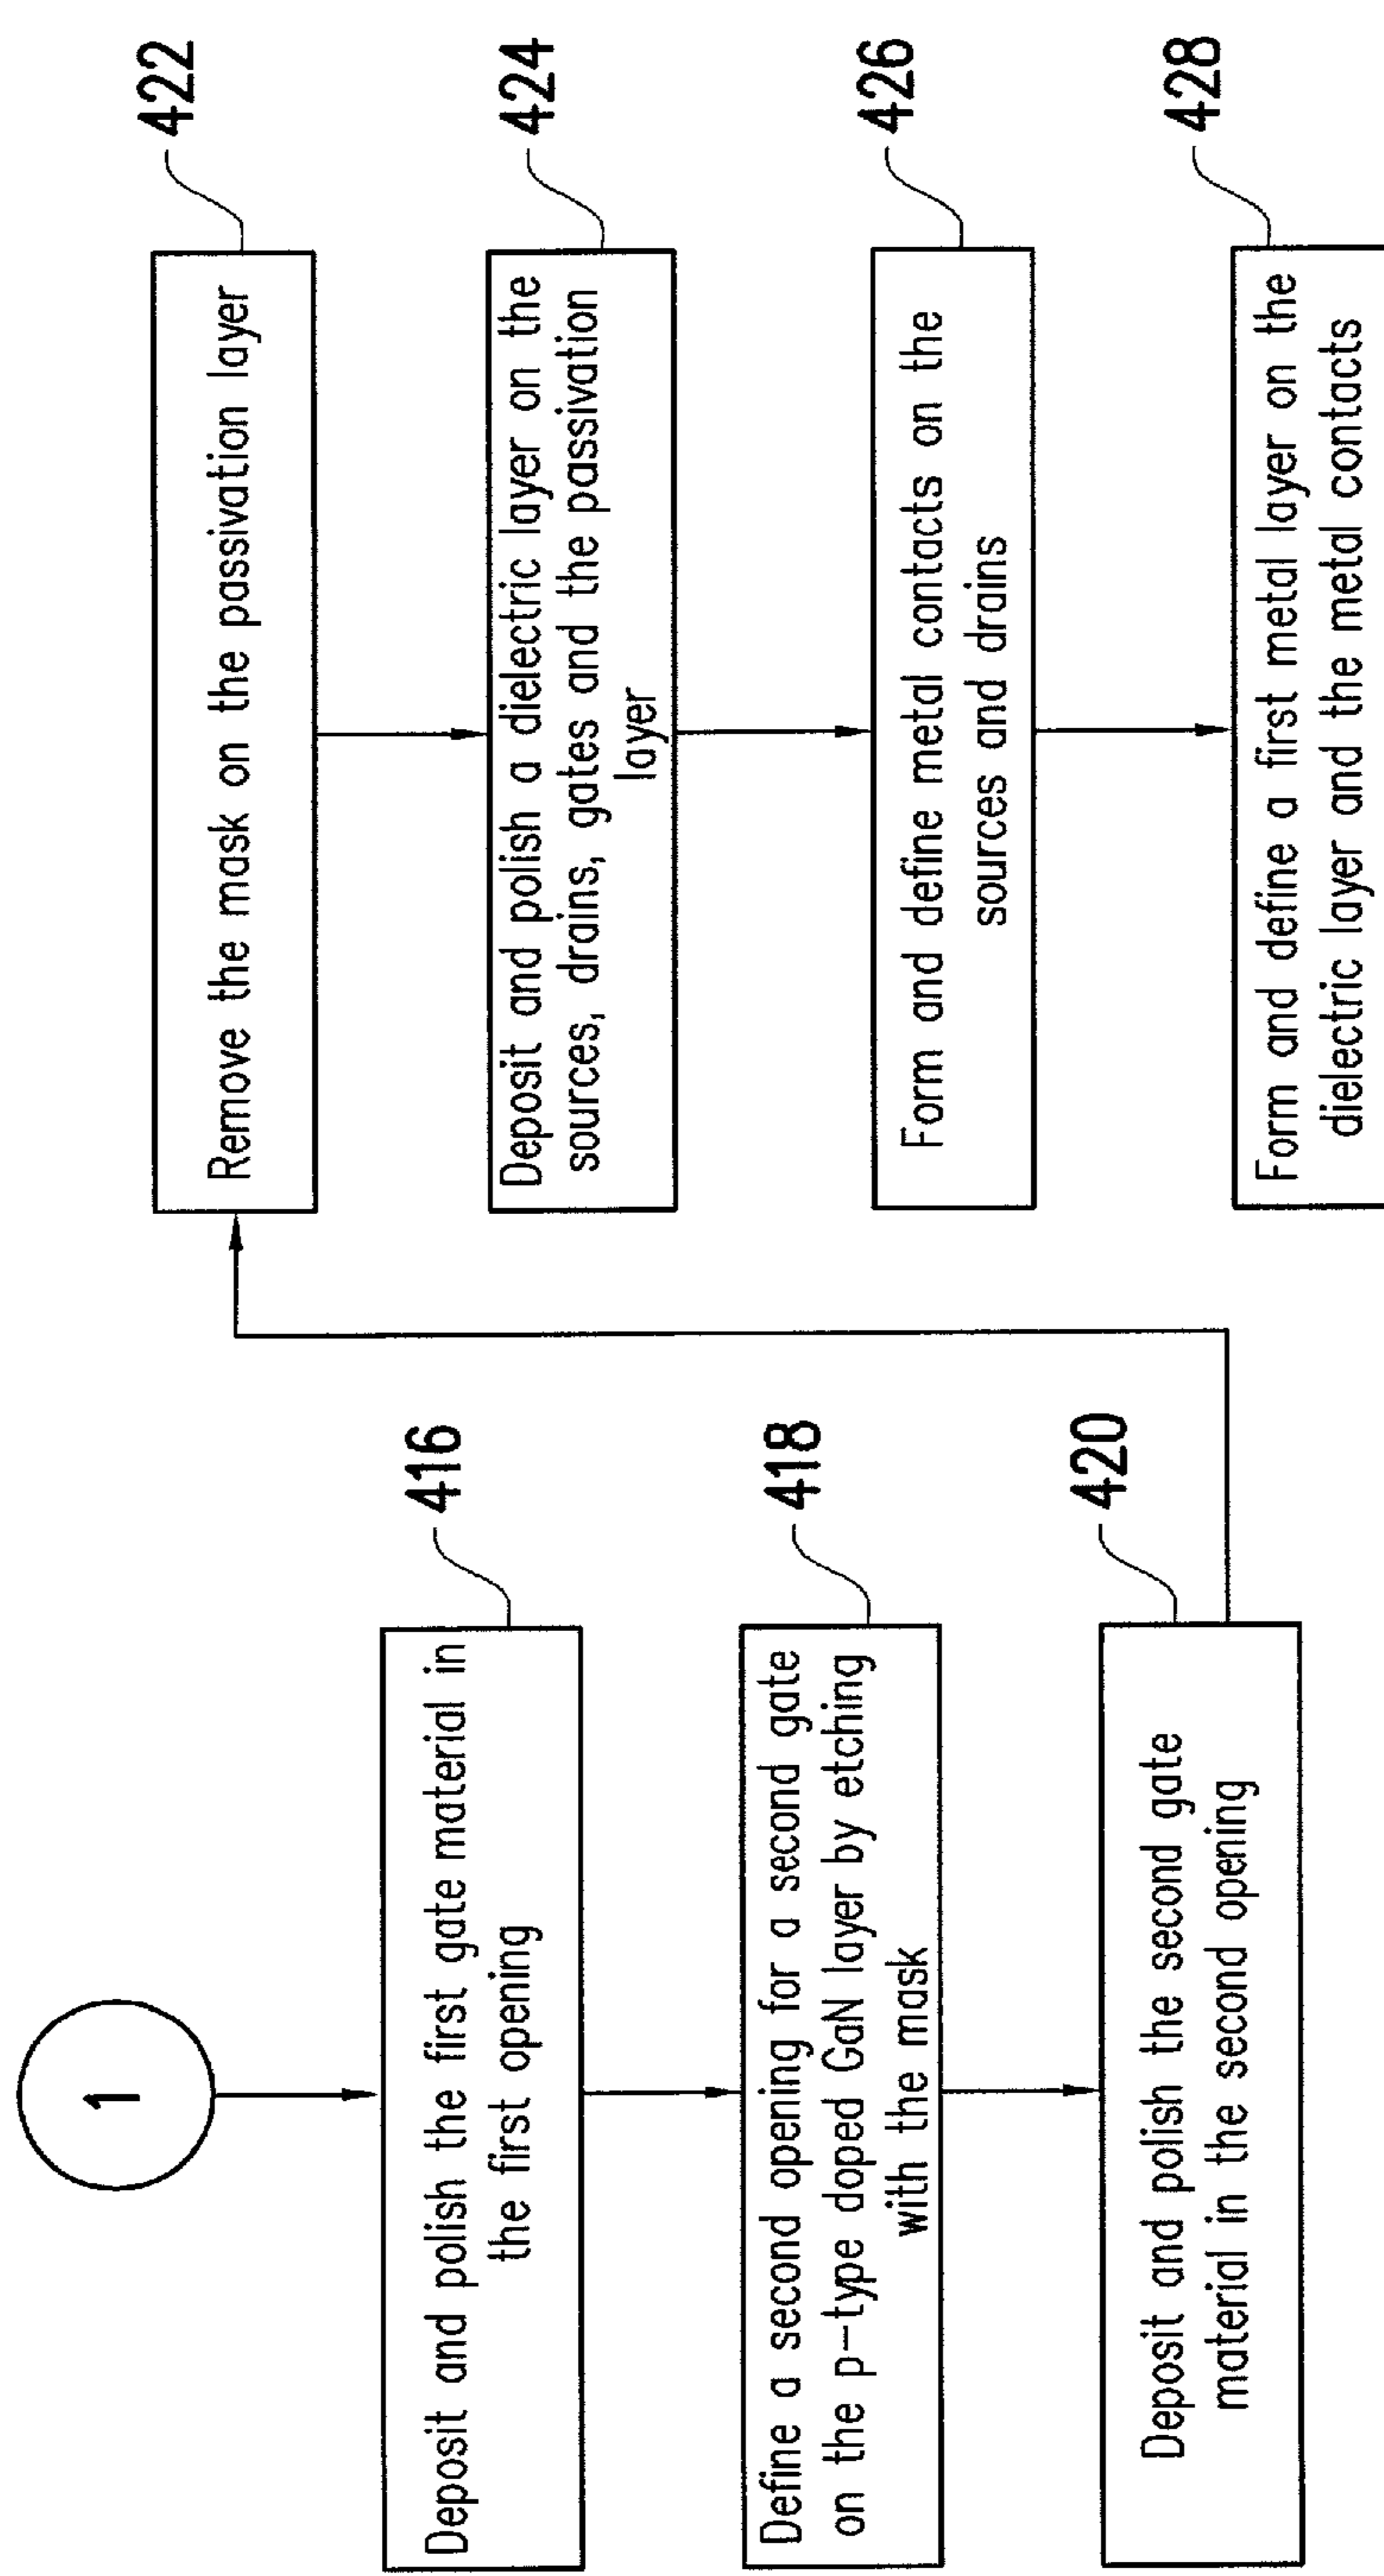 1
416
Deposit and polish the first gate material in
the first opening
418
Define a second opening for a second gate
on the p-type doped GaN layer by etching
with the mask
420
Deposit and polish the second gate
material in the second opening
422
Remove the mask on the passivation layer
424
Deposit and polish a dielectric layer on the
sources, drains, gates and the passivation
layer
426
Form and define metal contacts on the
sources and drains
428
Form and define a first metal layer on the
dielectric layer and the metal contacts